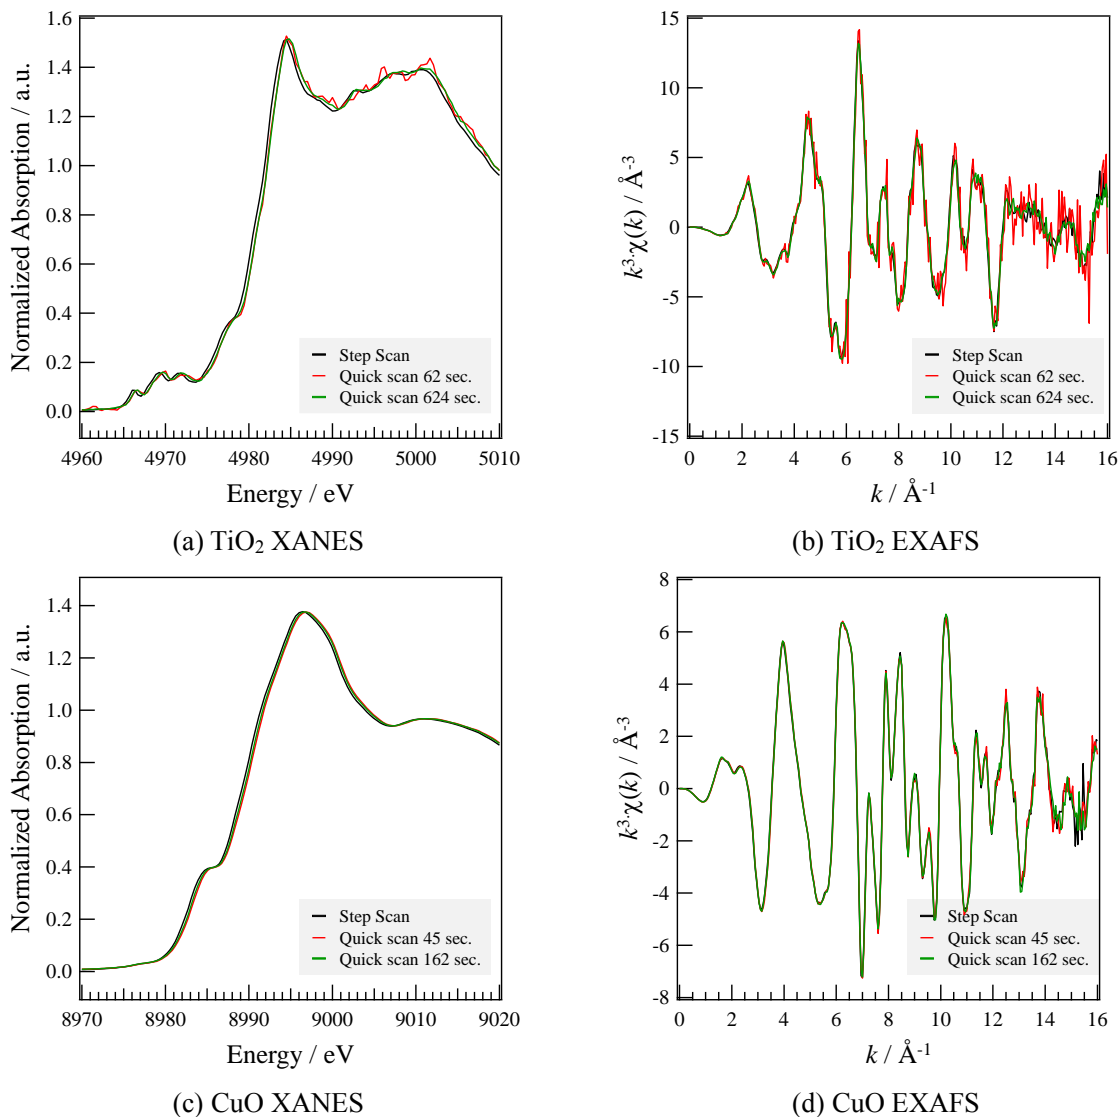 1.6
1.4
1.2
1.0
0.8
0.6
0.4
0.2
0.0
Normalized Absorption / a.u.
Step Scan
Quick scan 62 sec.
Quick scan 624 sec.
4960 4970 4980 4990 5000 5010
Energy / eV
(a) TiO₂ XANES
15
10
5
0
-5
-10
-15
k³·χ(k) / Å⁻³
Step Scan
Quick scan 62 sec.
Quick scan 624 sec.
0 2 4 6 8 10 12 14 16
k / Å⁻¹
(b) TiO₂ EXAFS
1.4
1.2
1.0
0.8
0.6
0.4
0.2
0.0
Normalized Absorption / a.u.
Step Scan
Quick scan 45 sec.
Quick scan 162 sec.
8970 8980 8990 9000 9010 9020
Energy / eV
(c) CuO XANES
8
6
4
2
0
-2
-4
-6
-8
k³·χ(k) / Å⁻³
Step Scan
Quick scan 45 sec.
Quick scan 162 sec.
0 2 4 6 8 10 12 14 16
k / Å⁻¹
(d) CuO EXAFS